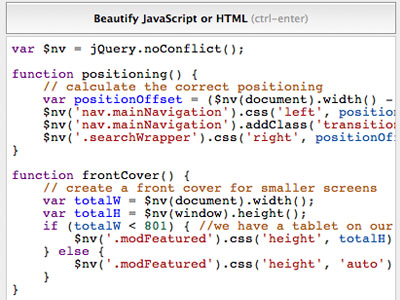 Beautify JavaScript or HTML (ctrl-enter)
var $nv = jQuery.noConflict();
function positioning() {
// calculate the correct positioning
var positionOffset = ($nv(document).width() -
$nv('nav.mainNavigation').css('left', position
$nv('nav.mainNavigation').addClass('transition
$nv('.searchWrapper').css('right', positionOff
}
function frontCover() {
// create a front cover for smaller screens
var totalW = $nv(document).width();
var totalH = $nv(window).height();
if (totalW < 801) { //we have a tablet on our
$nv('.modFeatured').css('height', totalH)
} else {
$nv('.modFeatured').css('height', 'auto')
}
}